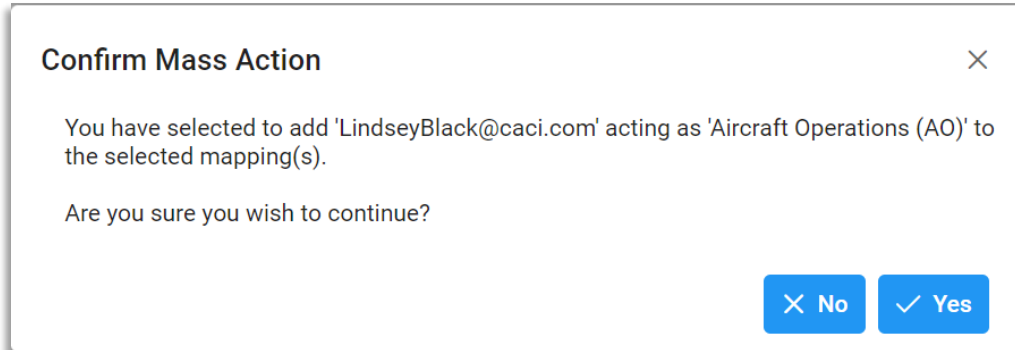 Confirm Mass Action
You have selected to add 'LindseyBlack@caci.com' acting as 'Aircraft Operations (AO)' to
the selected mapping(s).
Are you sure you wish to continue?
No
Yes